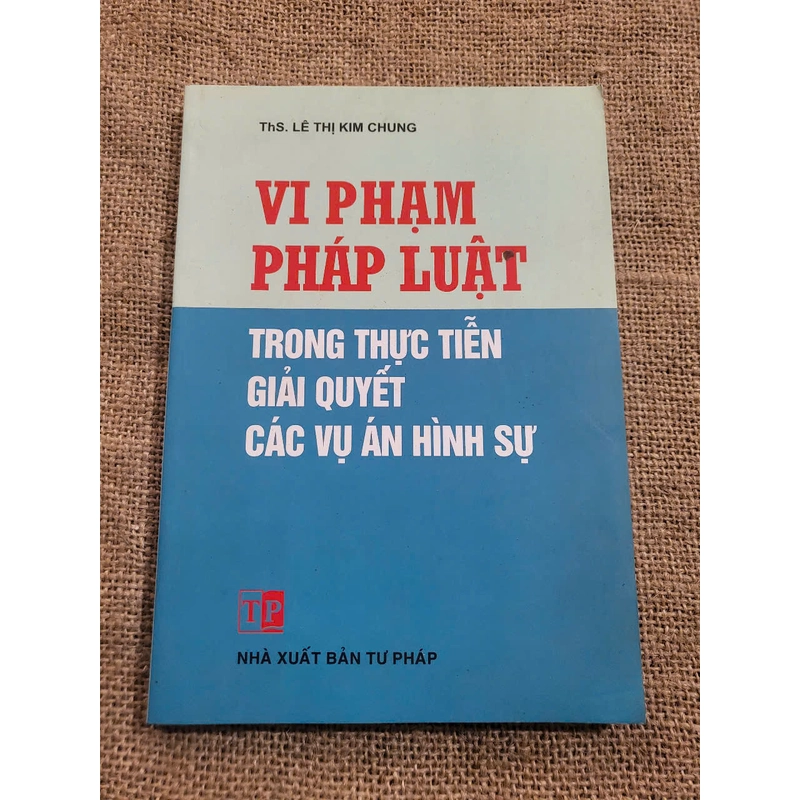 ThS. LÊ THỊ KIM CHUNG
VI PHẠM
PHÁP LUẬT
TRONG THỰC TIỄN
GIẢI QUYẾT
CÁC VỤ ÁN HÌNH SỰ
TP
NHÀ XUẤT BẢN TƯ PHÁP